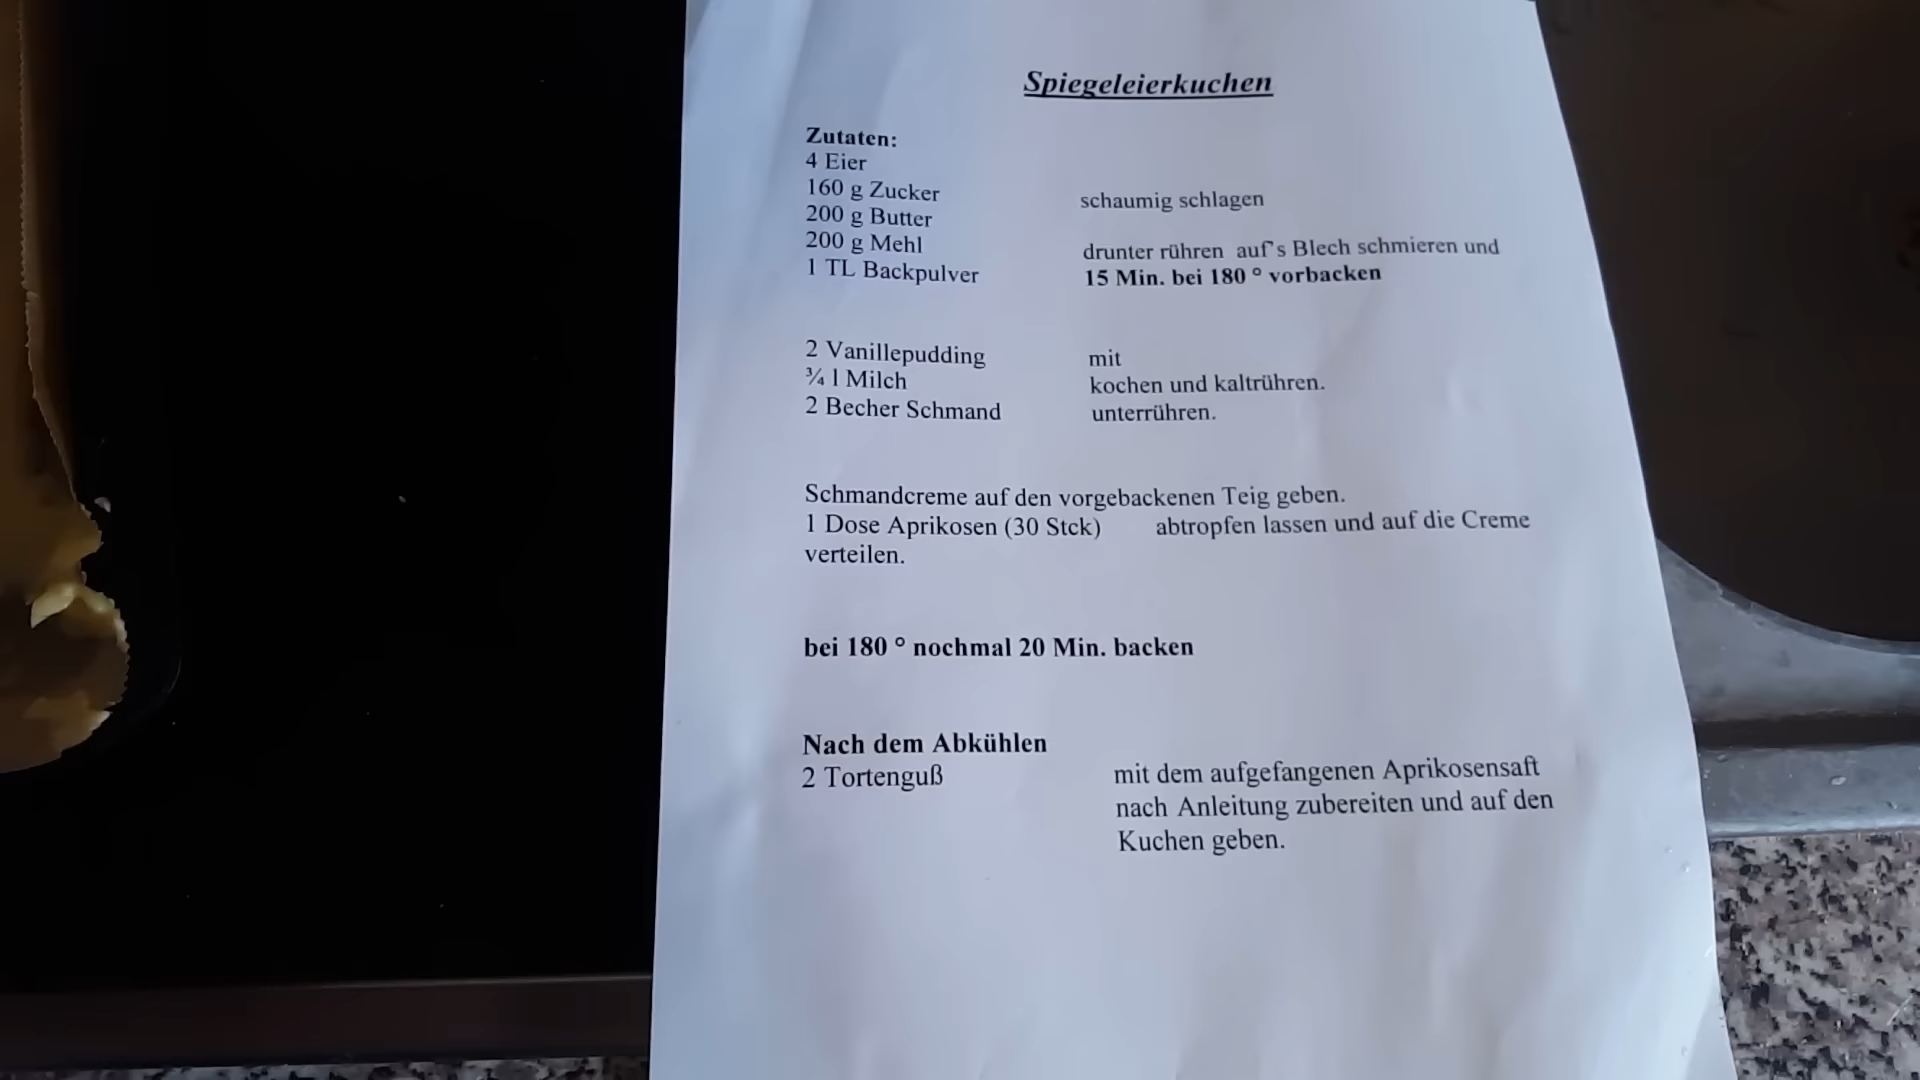 Spiegeleierkuchen
Zutaten:
4 Eier
160 g Zucker schaumig schlagen
200 g Butter
200 g Mehl drunter rühren auf's Blech schmieren und
1 TL Backpulver 15 Min. bei 180 ° vorbacken
2 Vanillepudding mit
¾ l Milch kochen und kaltrühren.
2 Becher Schmand unterrühren.
Schmandcreme auf den vorgebackenen Teig geben.
1 Dose Aprikosen (30 Stck) abtropfen lassen und auf die Creme
verteilen.
bei 180 ° nochmal 20 Min. backen
Nach dem Abkühlen
2 Tortenguß mit dem aufgefangenen Aprikosensaft
nach Anleitung zubereiten und auf den
Kuchen geben.